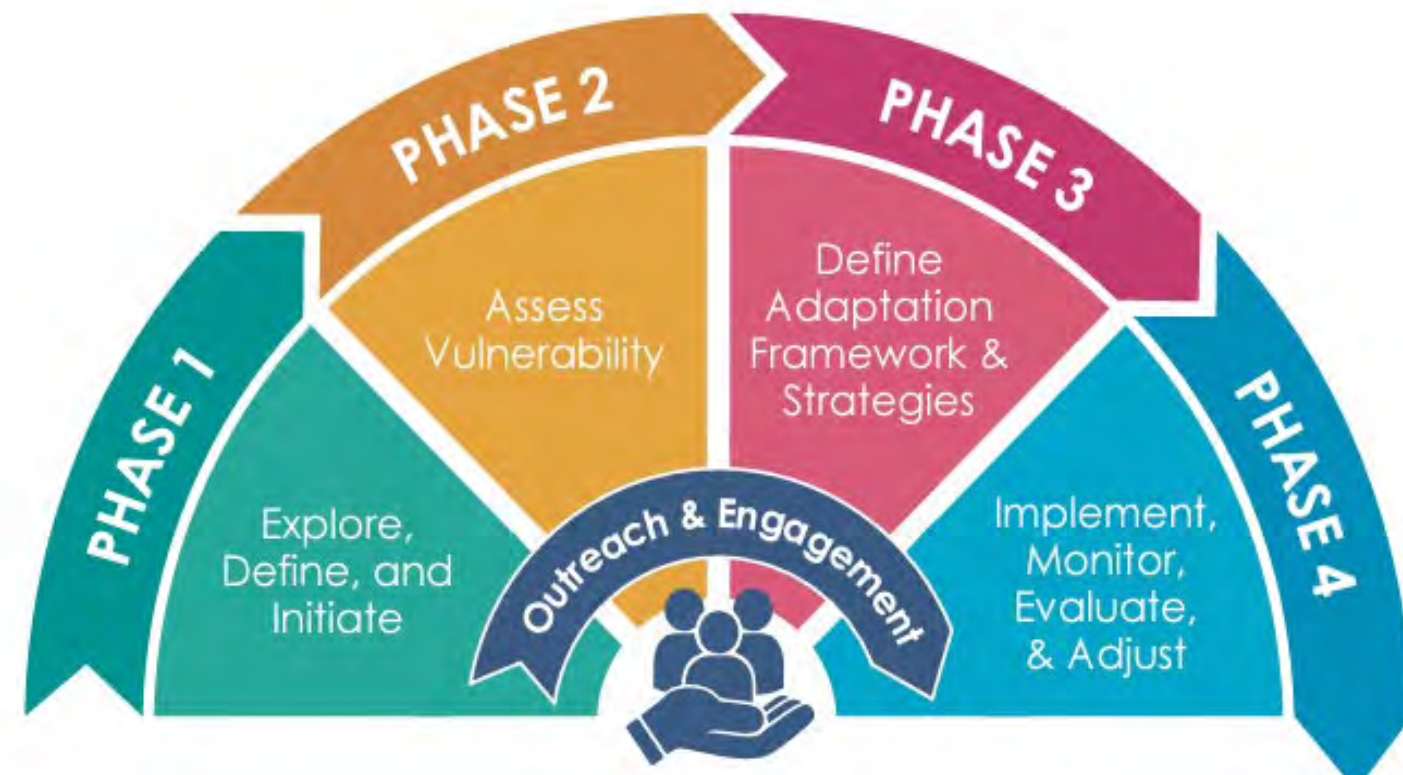 PHASE 1
Explore,
Define, and
Initiate
PHASE 2
Assess
Vulnerability
PHASE 3
Define
Adaptation
Framework &
Strategies
PHASE 4
Implement,
Monitor,
Evaluate,
& Adjust
Outreach & Engagement